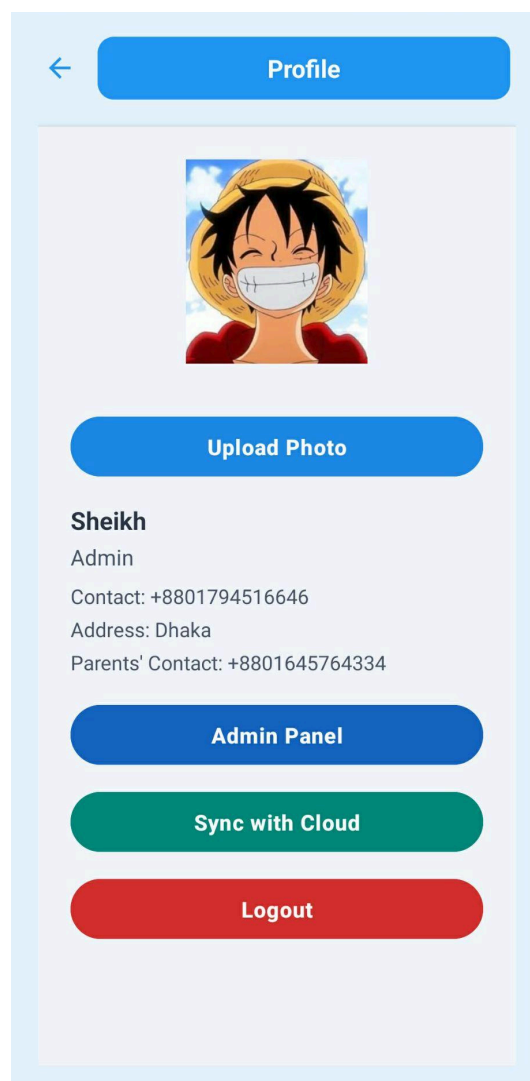 Profile
Upload Photo
Sheikh
Admin
Contact: +8801794516646
Address: Dhaka
Parents' Contact: +8801645764334
Admin Panel
Sync with Cloud
Logout